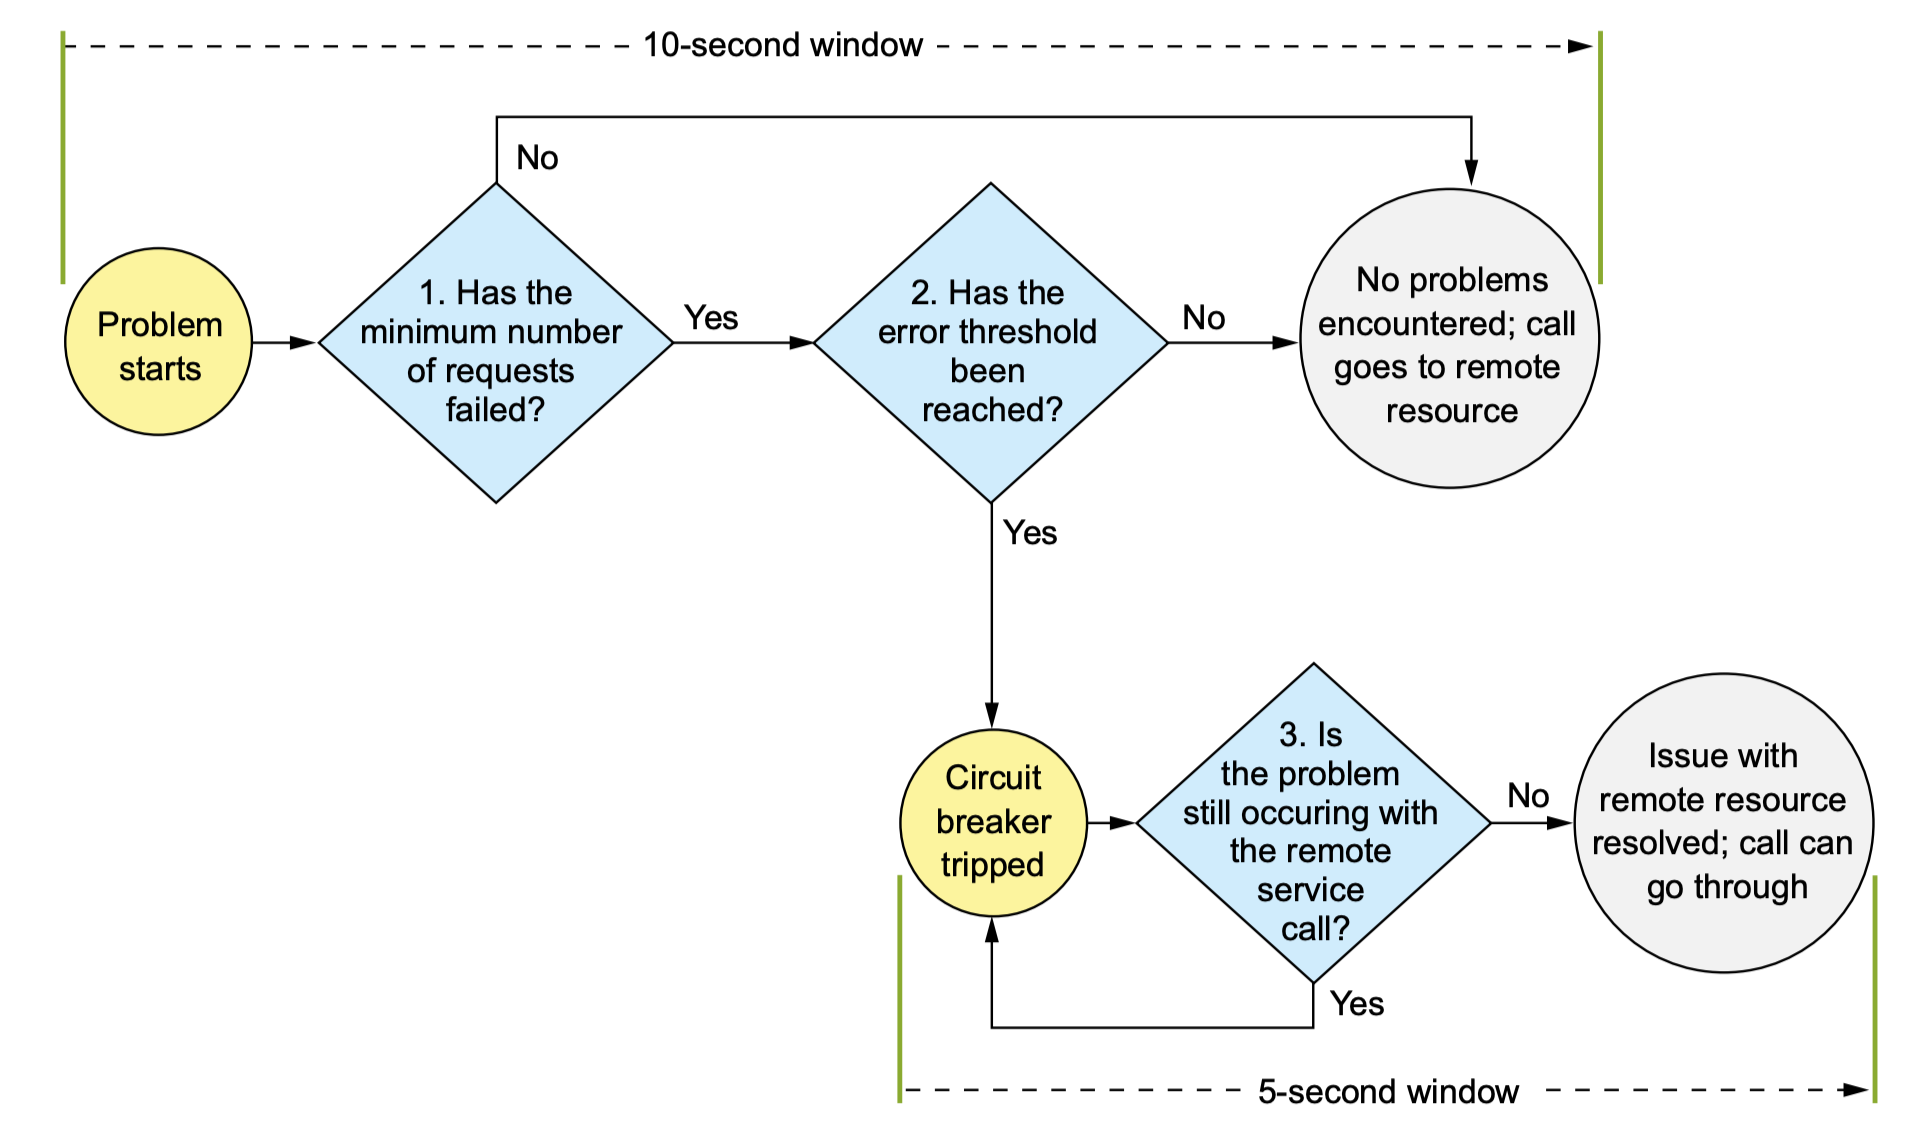 10-second window
No
Problem
starts
1. Has the
minimum number
of requests
failed?
Yes
2. Has the
error threshold
been
reached?
No
No problems
encountered; call
goes to remote
resource
Yes
Circuit
breaker
tripped
3. Is
the problem
still occuring with
the remote
service
call?
No
Issue with
remote resource
resolved; call can
go through
Yes
5-second window